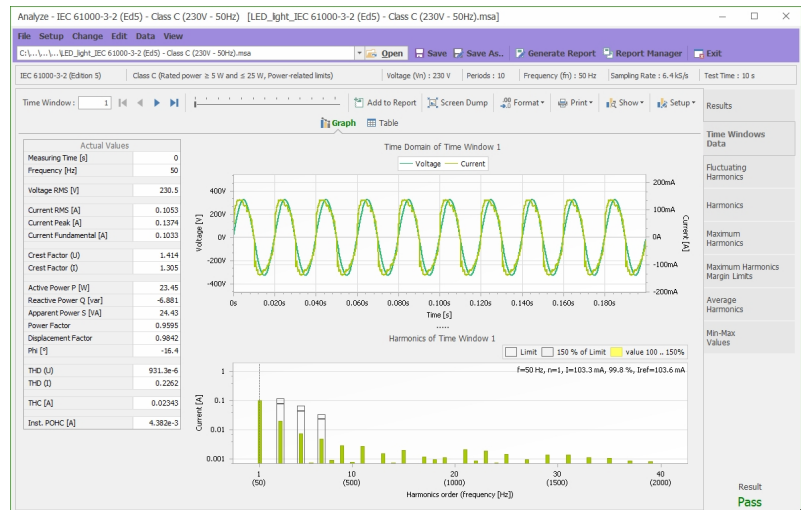 Analyze - IEC 61000-3-2 (Ed5) - Class C (230V - 50Hz) [LED_light_IEC 61000-3-2 (Ed5) - Class C (230V - 50Hz).msa]
File Setup Change Edit Data View
C:\...\...\LED_light_IEC 61000-3-2 (Ed5) - Class C (230V - 50Hz).msa Open Save Save As.. Generate Report Report Manager Exit
IEC 61000-3-2 (Edition 5) Class C (Rated power ≥ 5 W and ≤ 25 W, Power-related limits) Voltage (Vn) : 230 V Periods : 10 Frequency (fn) : 50 Hz Sampling Rate : 6.4 kS/s Test Time : 10 s
Time Window: 1 Add to Report Screen Dump Format Print Show Setup
Graph Table
Actual Values
Measuring Time [s] 0
Frequency [Hz] 50
Voltage RMS [V] 230.5
Current RMS [A] 0.1053
Current Peak [A] 0.1374
Current Fundamental [A] 0.1033
Crest Factor (U) 1.414
Crest Factor (I) 1.305
Active Power P [W] 23.45
Reactive Power Q [var] -6.881
Apparent Power S [VA] 24.43
Power Factor 0.9595
Displacement Factor 0.9842
Phi [°] -16.4
THD (U) 931.3e-6
THD (I) 0.2262
THC [A] 0.02343
Inst. POHC [A] 4.382e-3
Time Domain of Time Window 1
Voltage Current
Voltage [V]
400V
200V
0V
-200V
-400V
200mA
100mA
0A
-100mA
-200mA
Current [A]
0s 0.020s 0.040s 0.060s 0.080s 0.100s 0.120s 0.140s 0.160s 0.180s
Time [s]
Harmonics of Time Window 1
Limit 150 % of Limit value 100 .. 150%
f=50 Hz, n=1, I=103.3 mA, 99.8 %, Iref=103.6 mA
Current [A]
1
0.1
0.01
0.001
1 10 20 30 40
(50) (500) (1000) (1500) (2000)
Harmonics order (frequency [Hz])
Results
Time Windows
Data
Fluctuating
Harmonics
Harmonics
Maximum
Harmonics
Maximum Harmonics
Margin Limits
Average
Harmonics
Min-Max
Values
Result
Pass